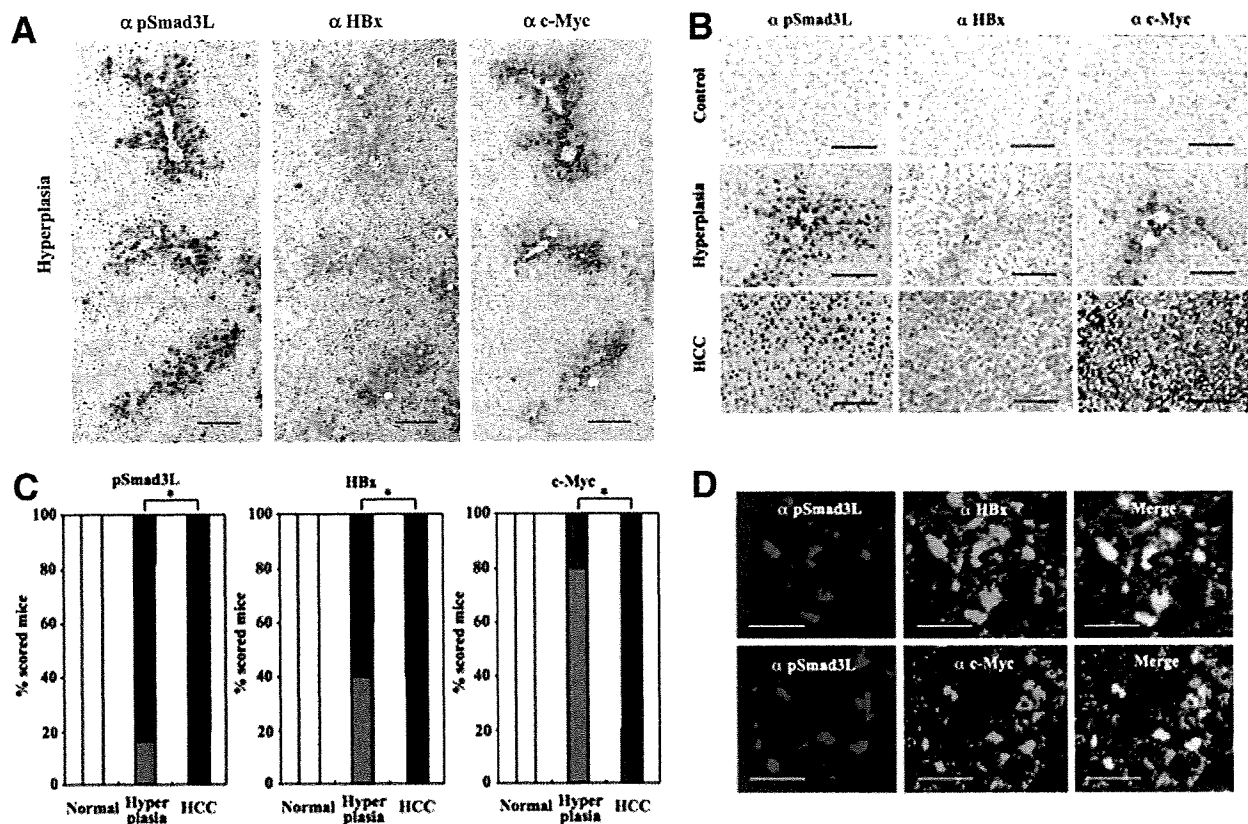 A
α pSmad3L
α HBx
α c-Myc
Hyperplasia
B
α pSmad3L
α HBx
α c-Myc
Control
Hyperplasia
HCC
C
pSmad3L
*
% scored mice
100
80
60
40
20
0
Normal
Hyper
plasia
HCC
HBx
*
% scored mice
100
80
60
40
20
0
Normal
Hyper
plasia
HCC
c-Myc
*
% scored mice
100
80
60
40
20
0
Normal
Hyper
plasia
HCC
D
α pSmad3L
α HBx
Merge
α pSmad3L
α c-Myc
Merge